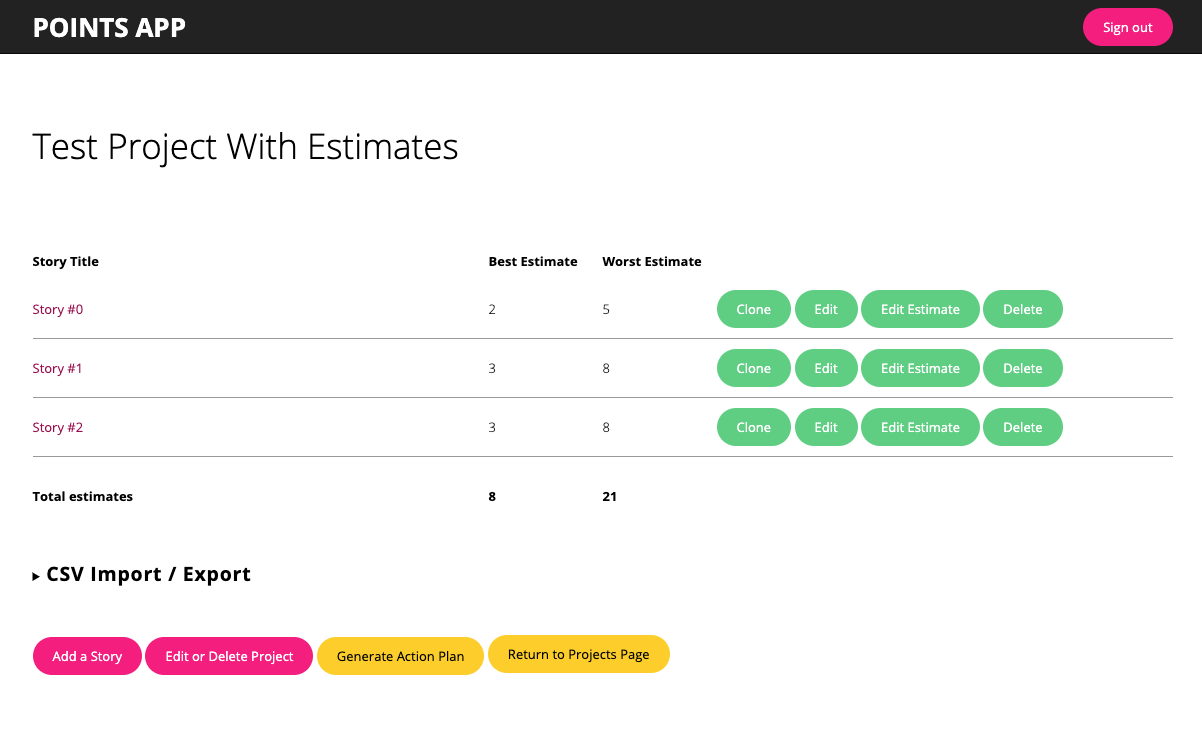 POINTS APP Sign out
Test Project With Estimates
Story Title Best Estimate Worst Estimate
Story #0 2 5 Clone Edit Edit Estimate Delete
Story #1 3 8 Clone Edit Edit Estimate Delete
Story #2 3 8 Clone Edit Edit Estimate Delete
Total estimates 8 21
CSV Import / Export
Add a Story Edit or Delete Project Generate Action Plan Return to Projects Page